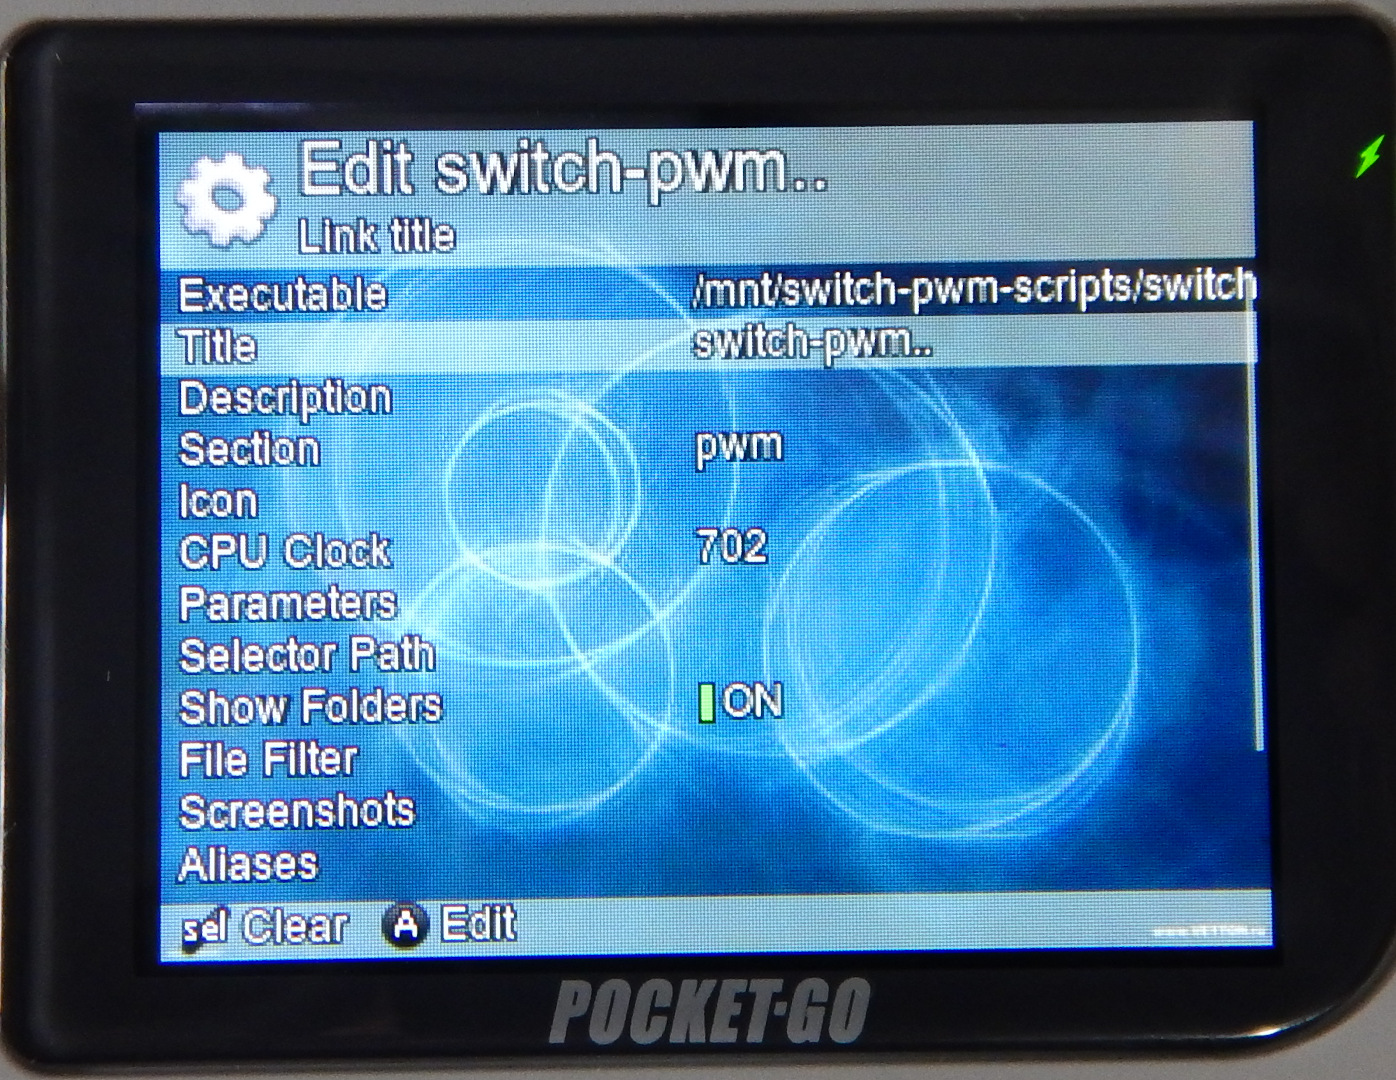 Edit switch-pwm..
Link title
Executable /mnt/switch-pwm-scripts/switch
Title switch-pwm..
Description
Section pwm
Icon
CPU Clock 702
Parameters
Selector Path
Show Folders ON
File Filter
Screenshots
Aliases
sel Clear A Edit
POCKET·GO